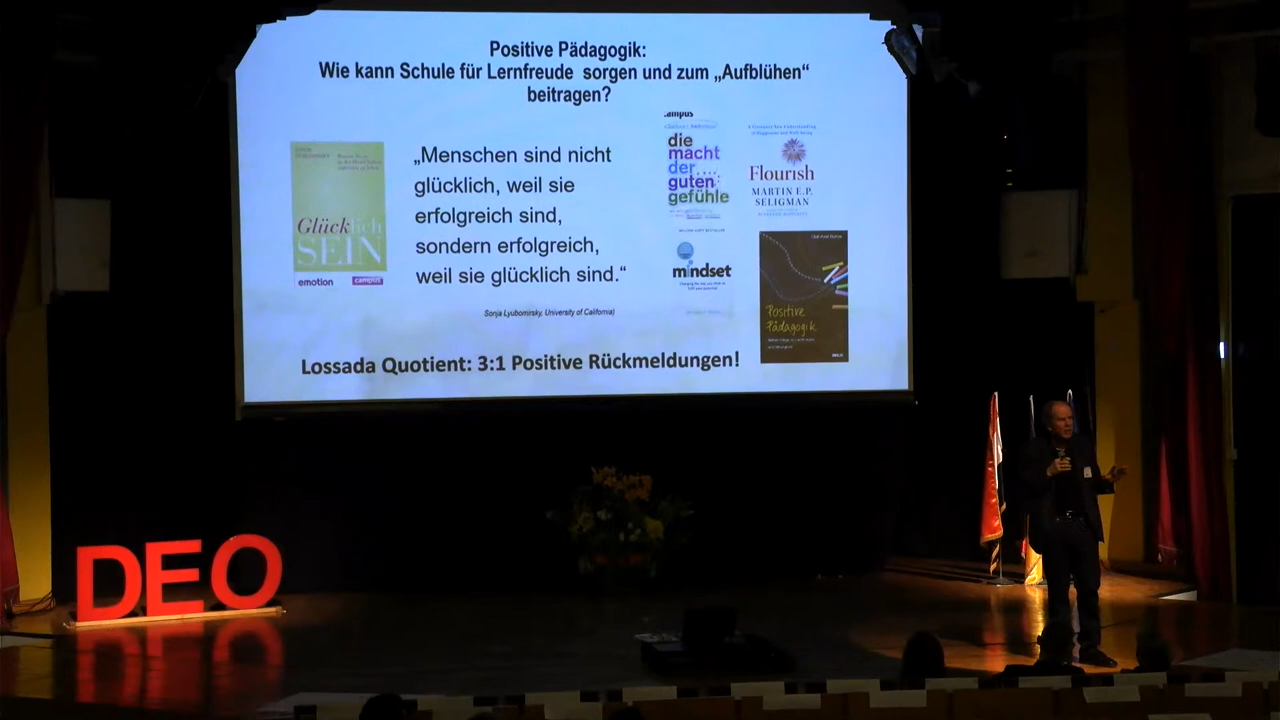 Positive Pädagogik:
Wie kann Schule für Lernfreude sorgen und zum „Aufblühen“
beitragen?
Glücklich
SEIN
emotion campus
„Menschen sind nicht
glücklich, weil sie
erfolgreich sind,
sondern erfolgreich,
weil sie glücklich sind.“
Sonja Lyubomirsky, University of California)
die
macht
der
guten
gefühle
Flourish
MARTIN E.P.
SELIGMAN
mindset
Positive
Pädagogik
Lossada Quotient: 3:1 Positive Rückmeldungen!
DEO